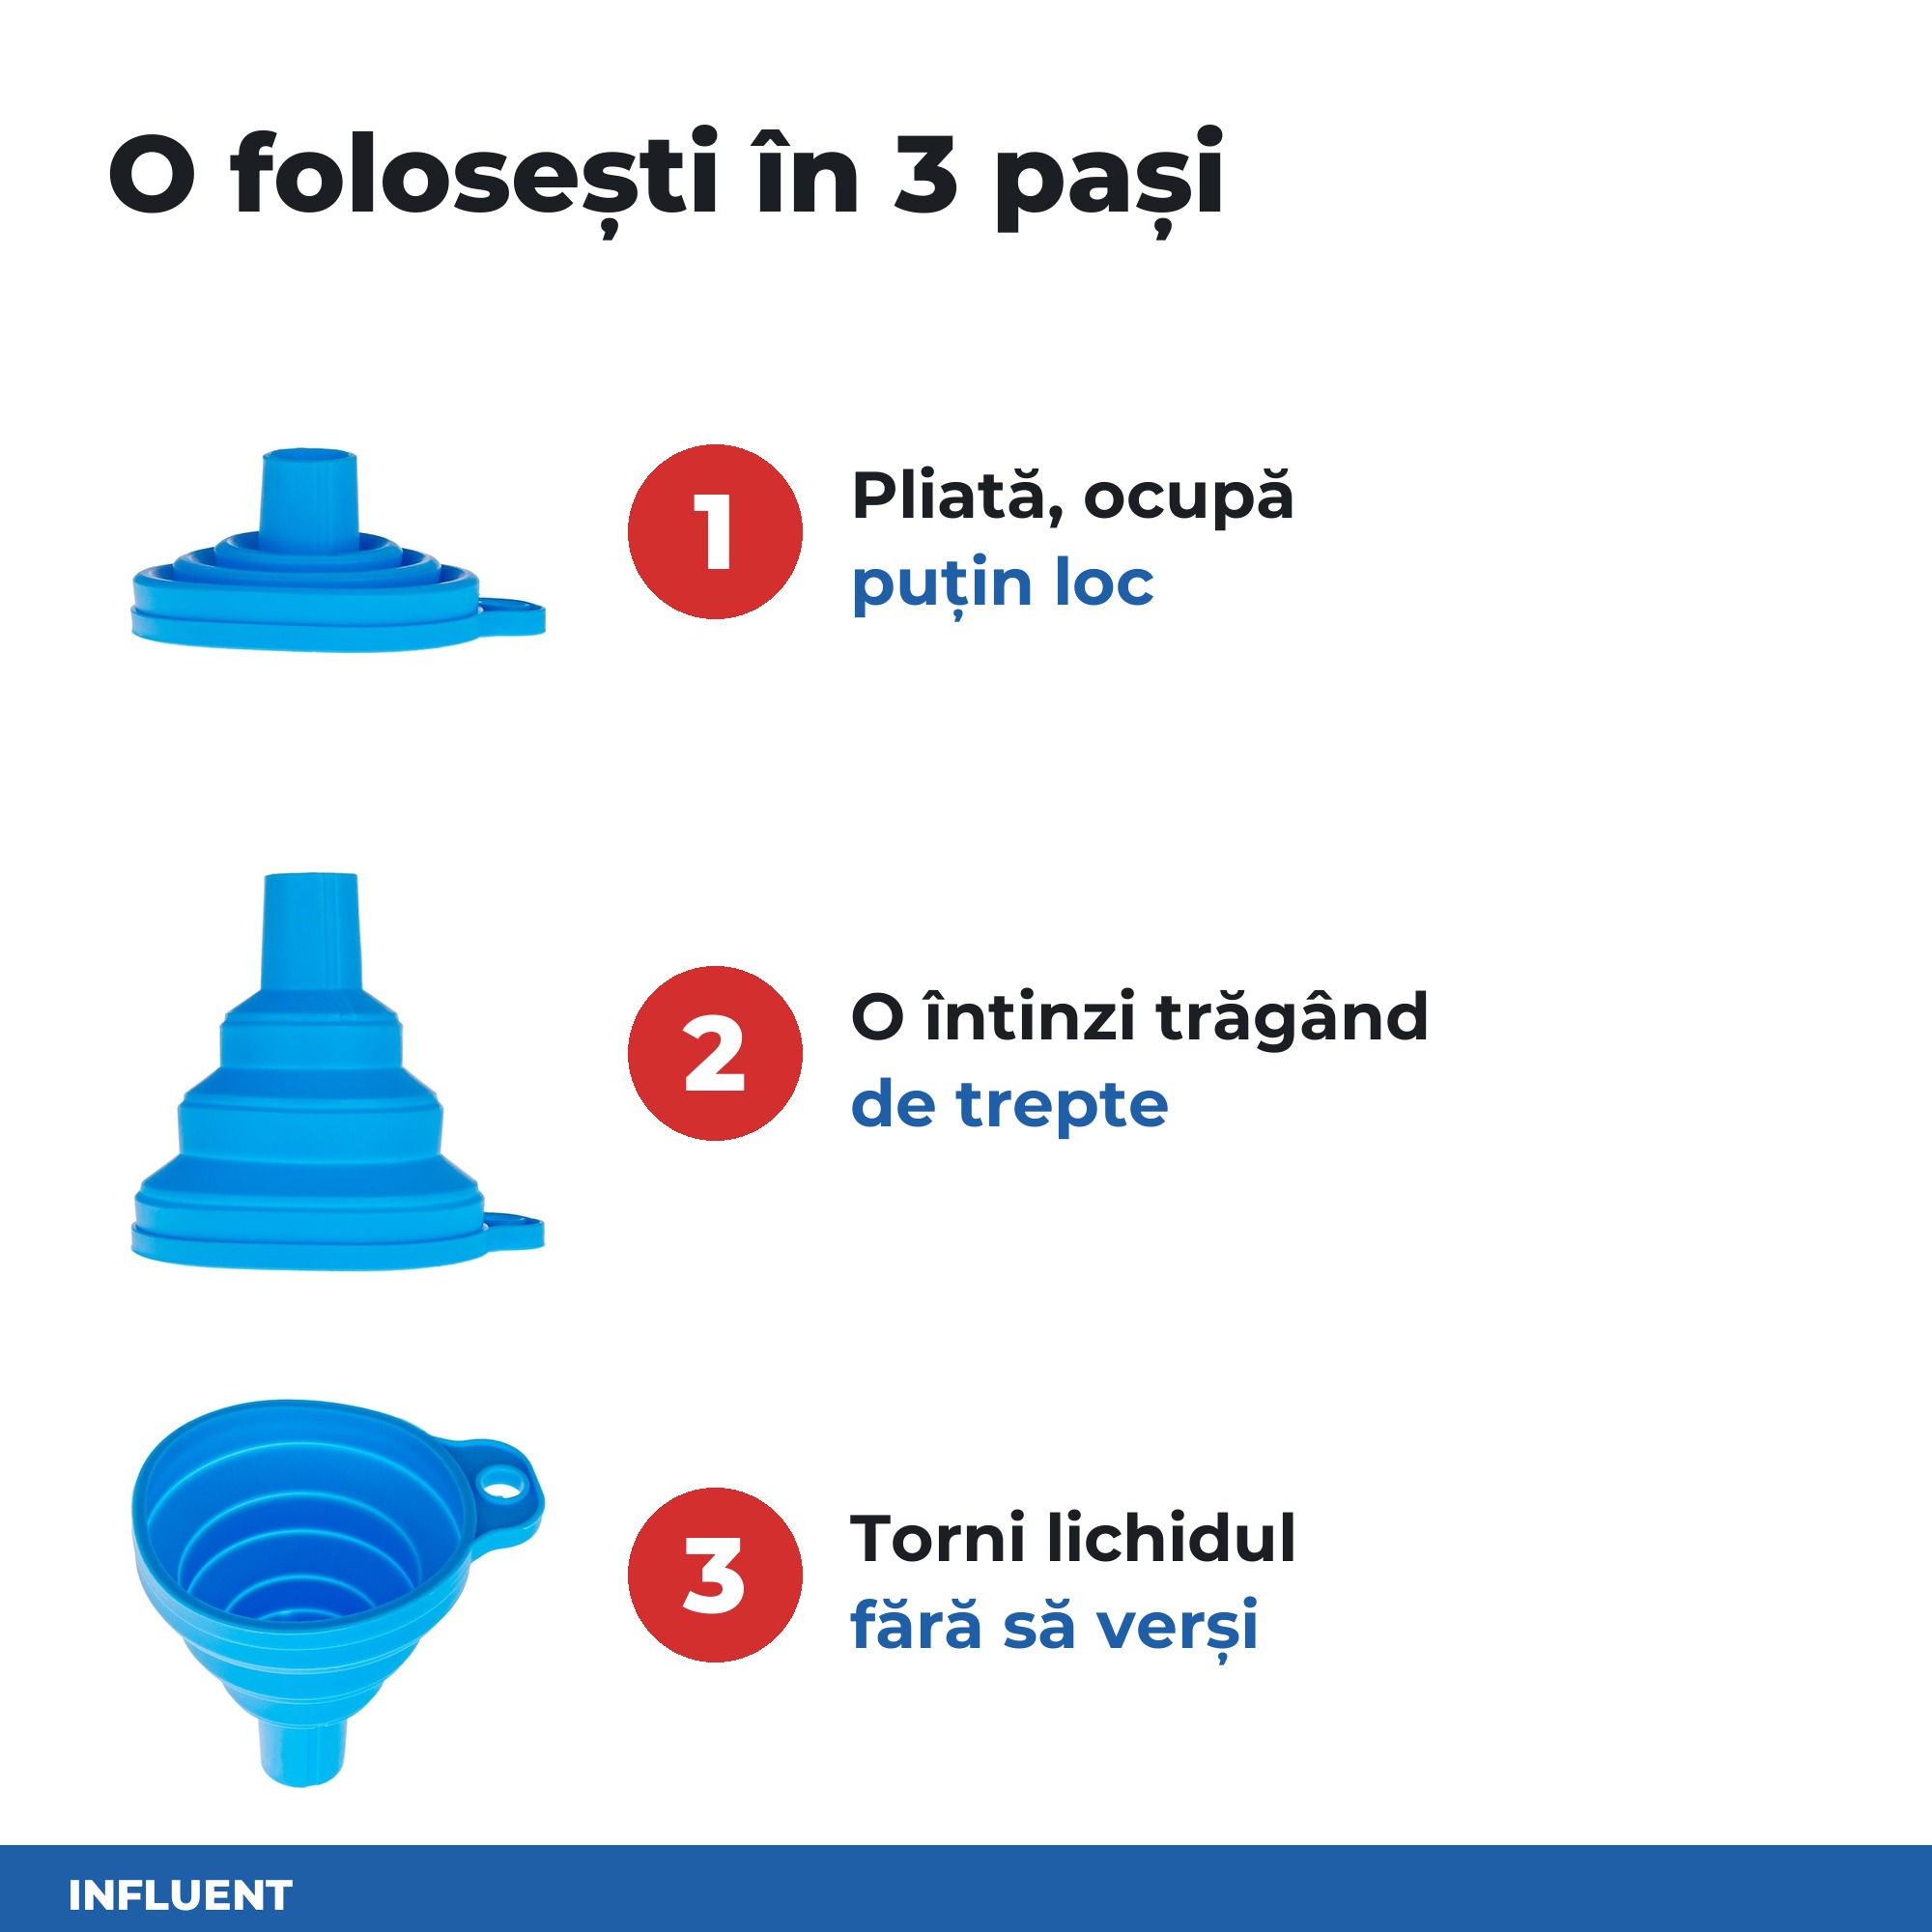 O folosești în 3 pași
1
Pliată, ocupă
puțin loc
2
O întinzi trăgând
de trepte
3
Torni lichidul
fără să verși
INFLUENT